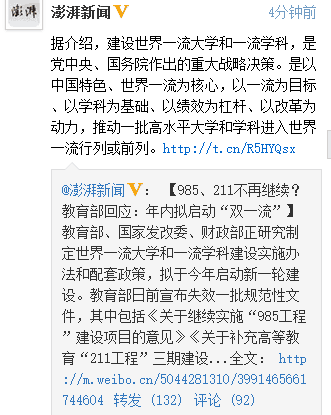 澎湃
澎湃新闻
4分钟前
据介绍，建设世界一流大学和一流学科，是
党中央、国务院作出的重大战略决策。是以
中国特色、世界一流为核心，以一流为目标
、以学科为基础、以绩效为杠杆、以改革为
动力，推动一批高水平大学和学科进入世界
一流行列或前列。http://t.cn/R5HYQsx
@澎湃新闻：【985、211不再继续？
教育部回应：年内拟启动“双一流”】
教育部、国家发改委、财政部正研究制
定世界一流大学和一流学科建设实施办
法和配套政策，拟于今年启动新一轮建
设。教育部日前宣布失效一批规范性文
件，其中包括《关于继续实施“985工程
”建设项目的意见》《关于补充高等教
育“211工程”三期建设...全文： http
://m.weibo.cn/5044281310/3991465661
744604 转发 (132) 评论 (92)